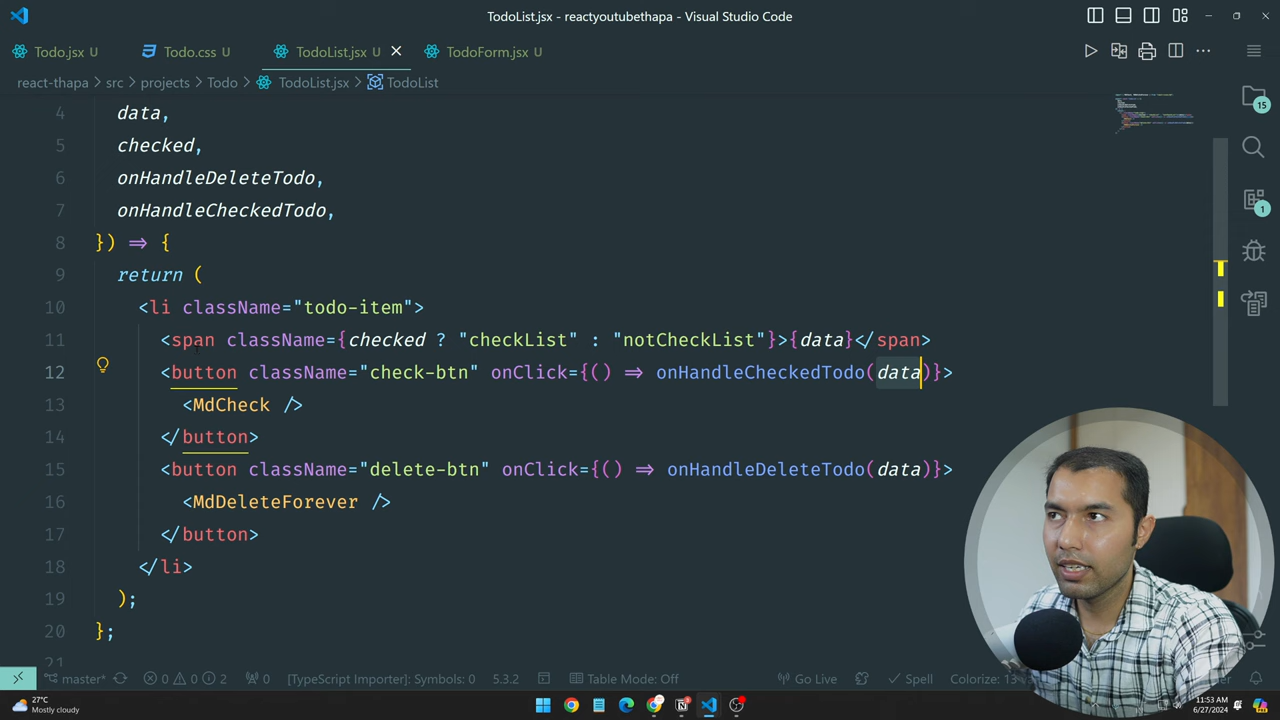 TodoList.jsx - reactyoutubethapa - Visual Studio Code
Todo.jsx U Todo.css U TodoList.jsx U TodoForm.jsx U
react-thapa > src > projects > Todo > TodoList.jsx > TodoList
4 data,
5 checked,
6 onHandleDeleteTodo,
7 onHandleCheckedTodo,
8 }) => {
9 return (
10 <li className="todo-item">
11 <span className={checked ? "checkList" : "notCheckList"}>{data}</span>
12 <button className="check-btn" onClick={() => onHandleCheckedTodo(data)}>
13 <MdCheck />
14 </button>
15 <button className="delete-btn" onClick={() => onHandleDeleteTodo(data)}>
16 <MdDeleteForever />
17 </button>
18 </li>
19 );
20 };
21
15
1
master* 0 0 2 0 [TypeScript Importer]: Symbols: 0 5.3.2 Table Mode: Off Go Live Spell Colorize: 13
27°C
Mostly cloudy
11:53 AM
6/27/2024